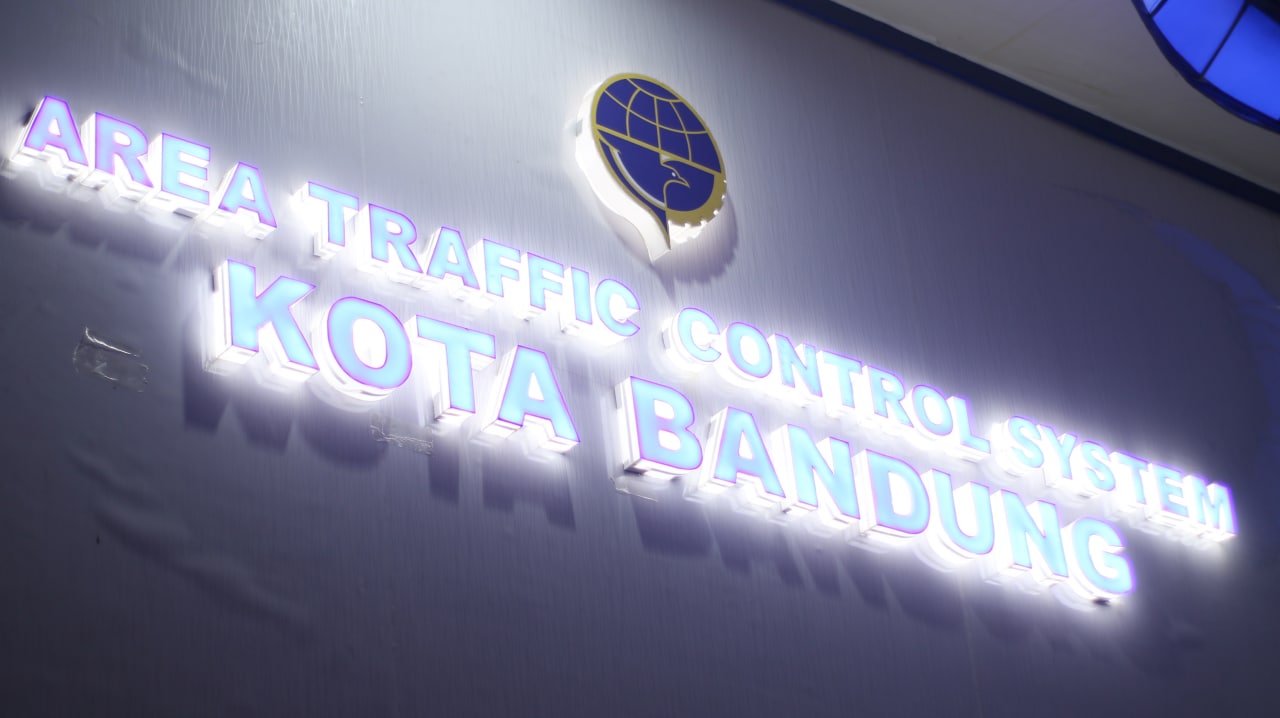 AREA TRAFFIC CONTROL SYSTEM
KOTA BANDUNG